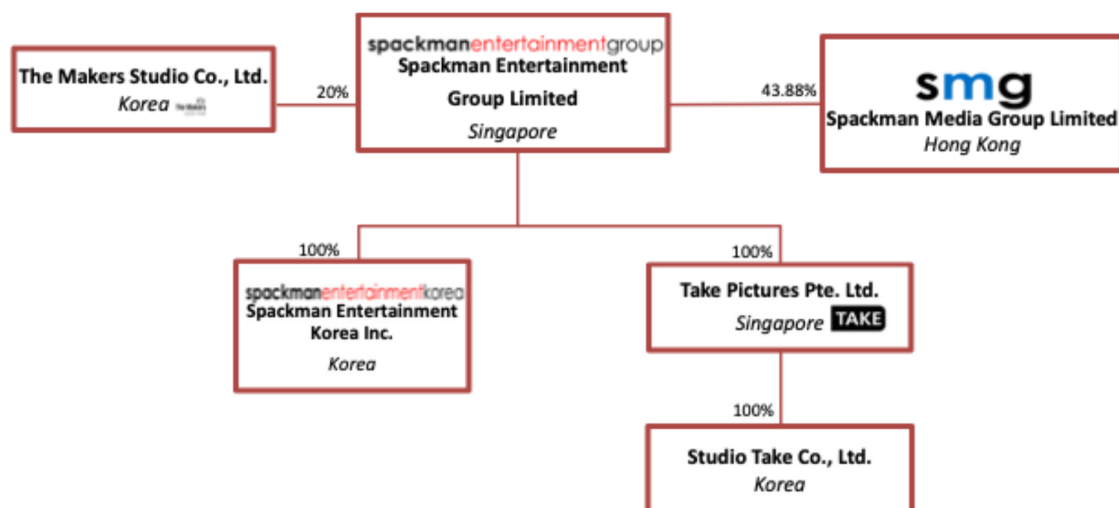 spackmanentertainmentgroup
Spackman Entertainment
Group Limited
Singapore
The Makers Studio Co., Ltd.
Korea
20%
43.88%
smg
Spackman Media Group Limited
Hong Kong
100%
spackmanentertainmentkorea
Spackman Entertainment
Korea Inc.
Korea
100%
Take Pictures Pte. Ltd.
Singapore TAKE
100%
Studio Take Co., Ltd.
Korea